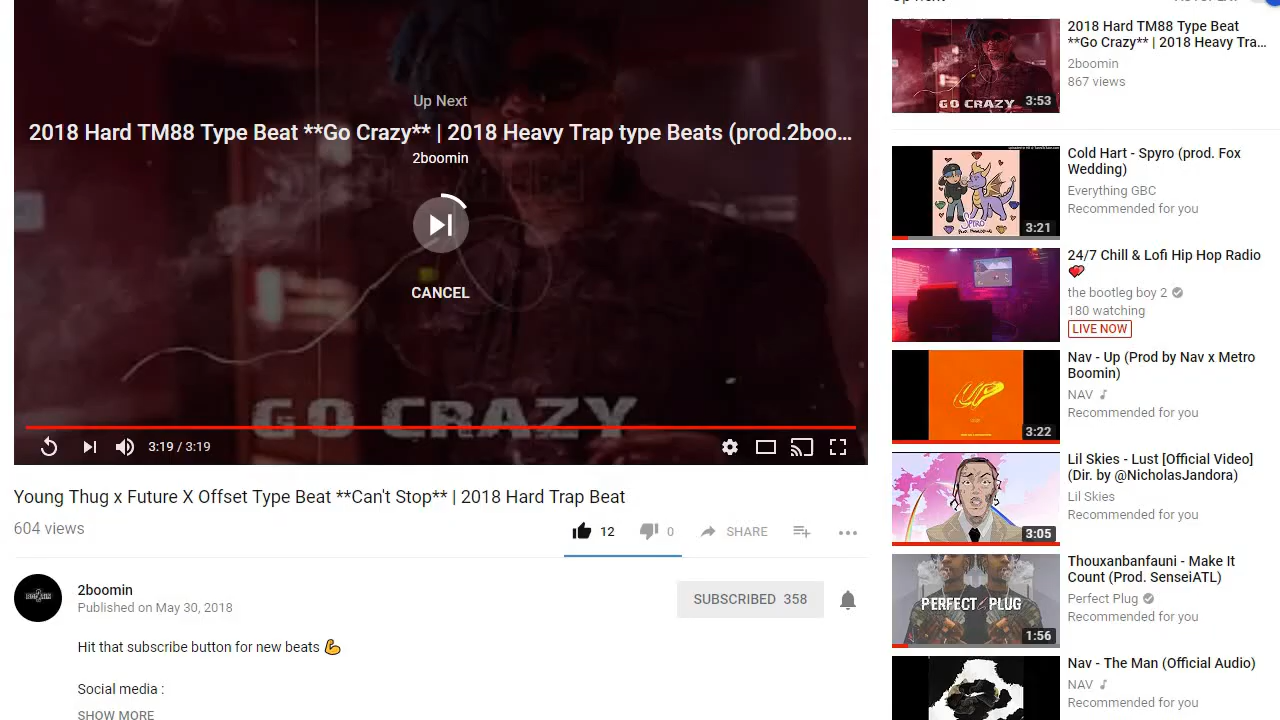 Up Next
2018 Hard TM88 Type Beat **Go Crazy** | 2018 Heavy Trap type Beats (prod.2boo...
2boomin
CANCEL
GO CRAZY
3:19 / 3:19
Young Thug x Future X Offset Type Beat **Can't Stop** | 2018 Hard Trap Beat
604 views
12
0
SHARE
2boomin
Published on May 30, 2018
SUBSCRIBED 358
Hit that subscribe button for new beats 💪
Social media :
SHOW MORE
2018 Hard TM88 Type Beat
**Go Crazy** | 2018 Heavy Tra...
2boomin
867 views
GO CRAZY
3:53
Cold Hart - Spyro (prod. Fox
Wedding)
Everything GBC
Recommended for you
SPYRO
3:21
24/7 Chill & Lofi Hip Hop Radio
❤️
the bootleg boy 2
180 watching
LIVE NOW
Nav - Up (Prod by Nav x Metro
Boomin)
NAV
Recommended for you
UP
3:22
Lil Skies - Lust [Official Video]
(Dir. by @NicholasJandora)
Lil Skies
Recommended for you
3:05
Thouxanbanfauni - Make It
Count (Prod. SenseiATL)
Perfect Plug
Recommended for you
PERFECT PLUG
1:56
Nav - The Man (Official Audio)
NAV
Recommended for you